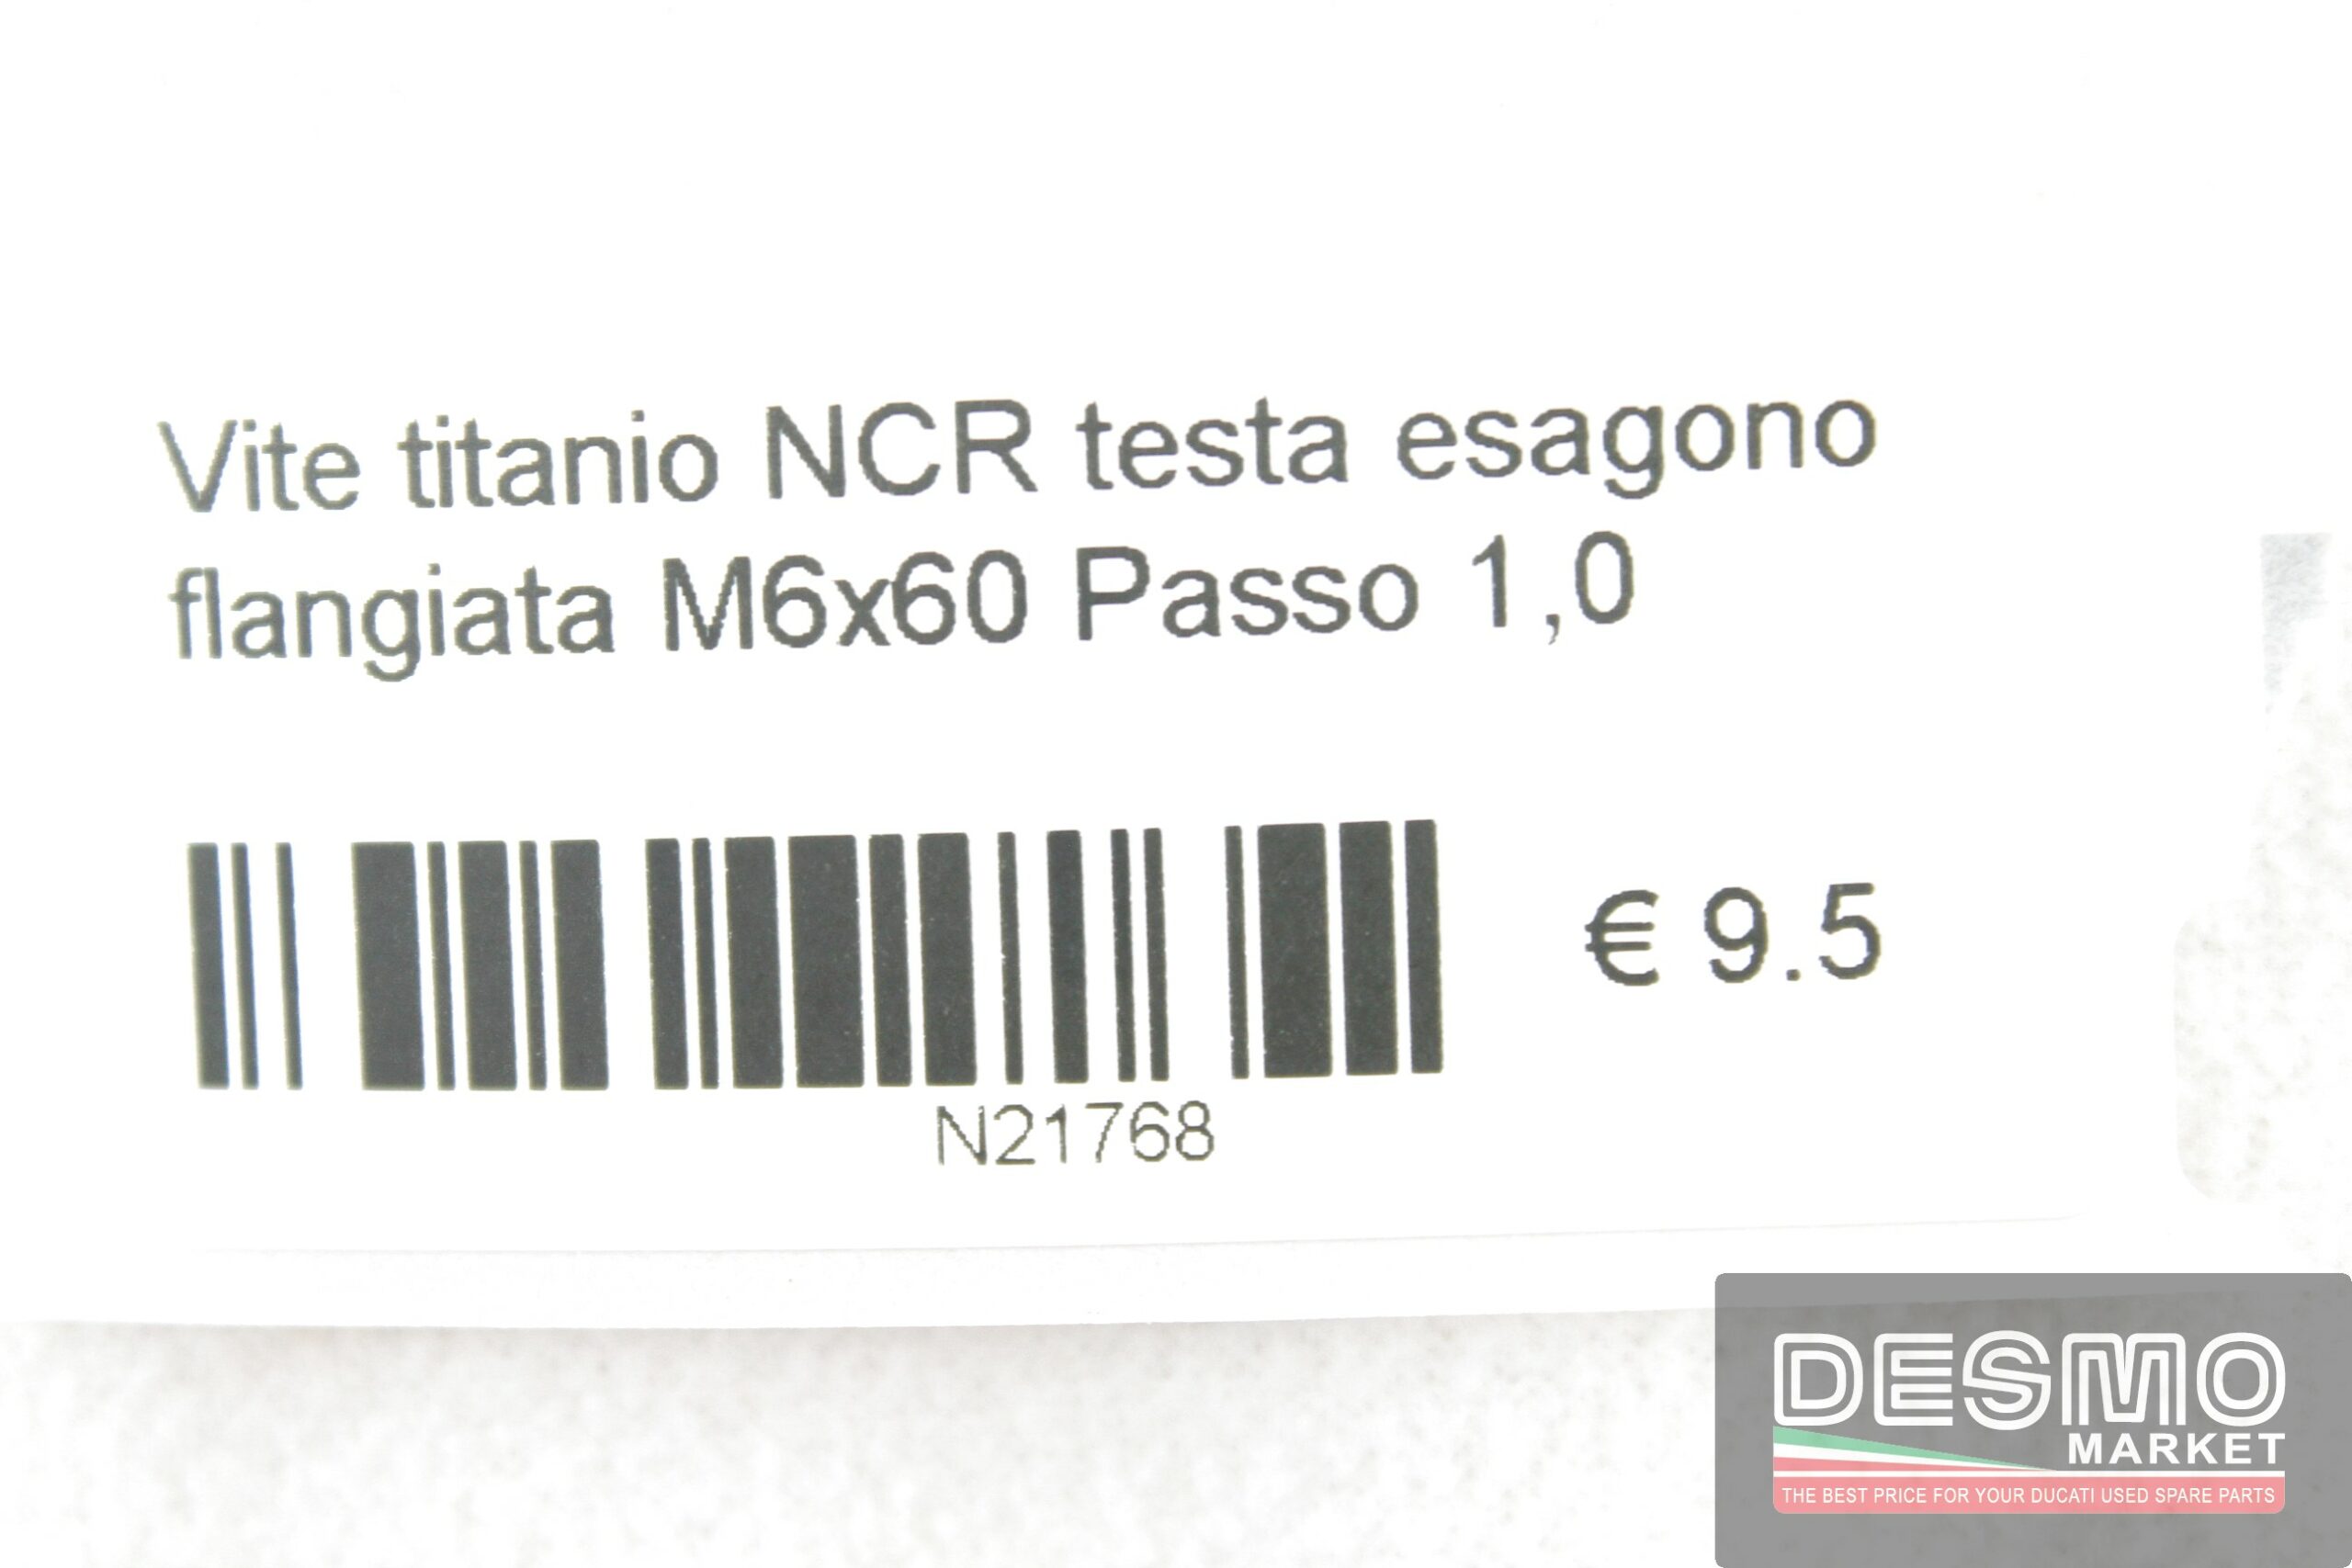 Vite titanio NCR testa esagono
flangiata M6x60 Passo 1,0
€ 9.5
N21768
DESMO
MARKET
THE BEST PRICE FOR YOUR DUCATI USED SPARE PARTS